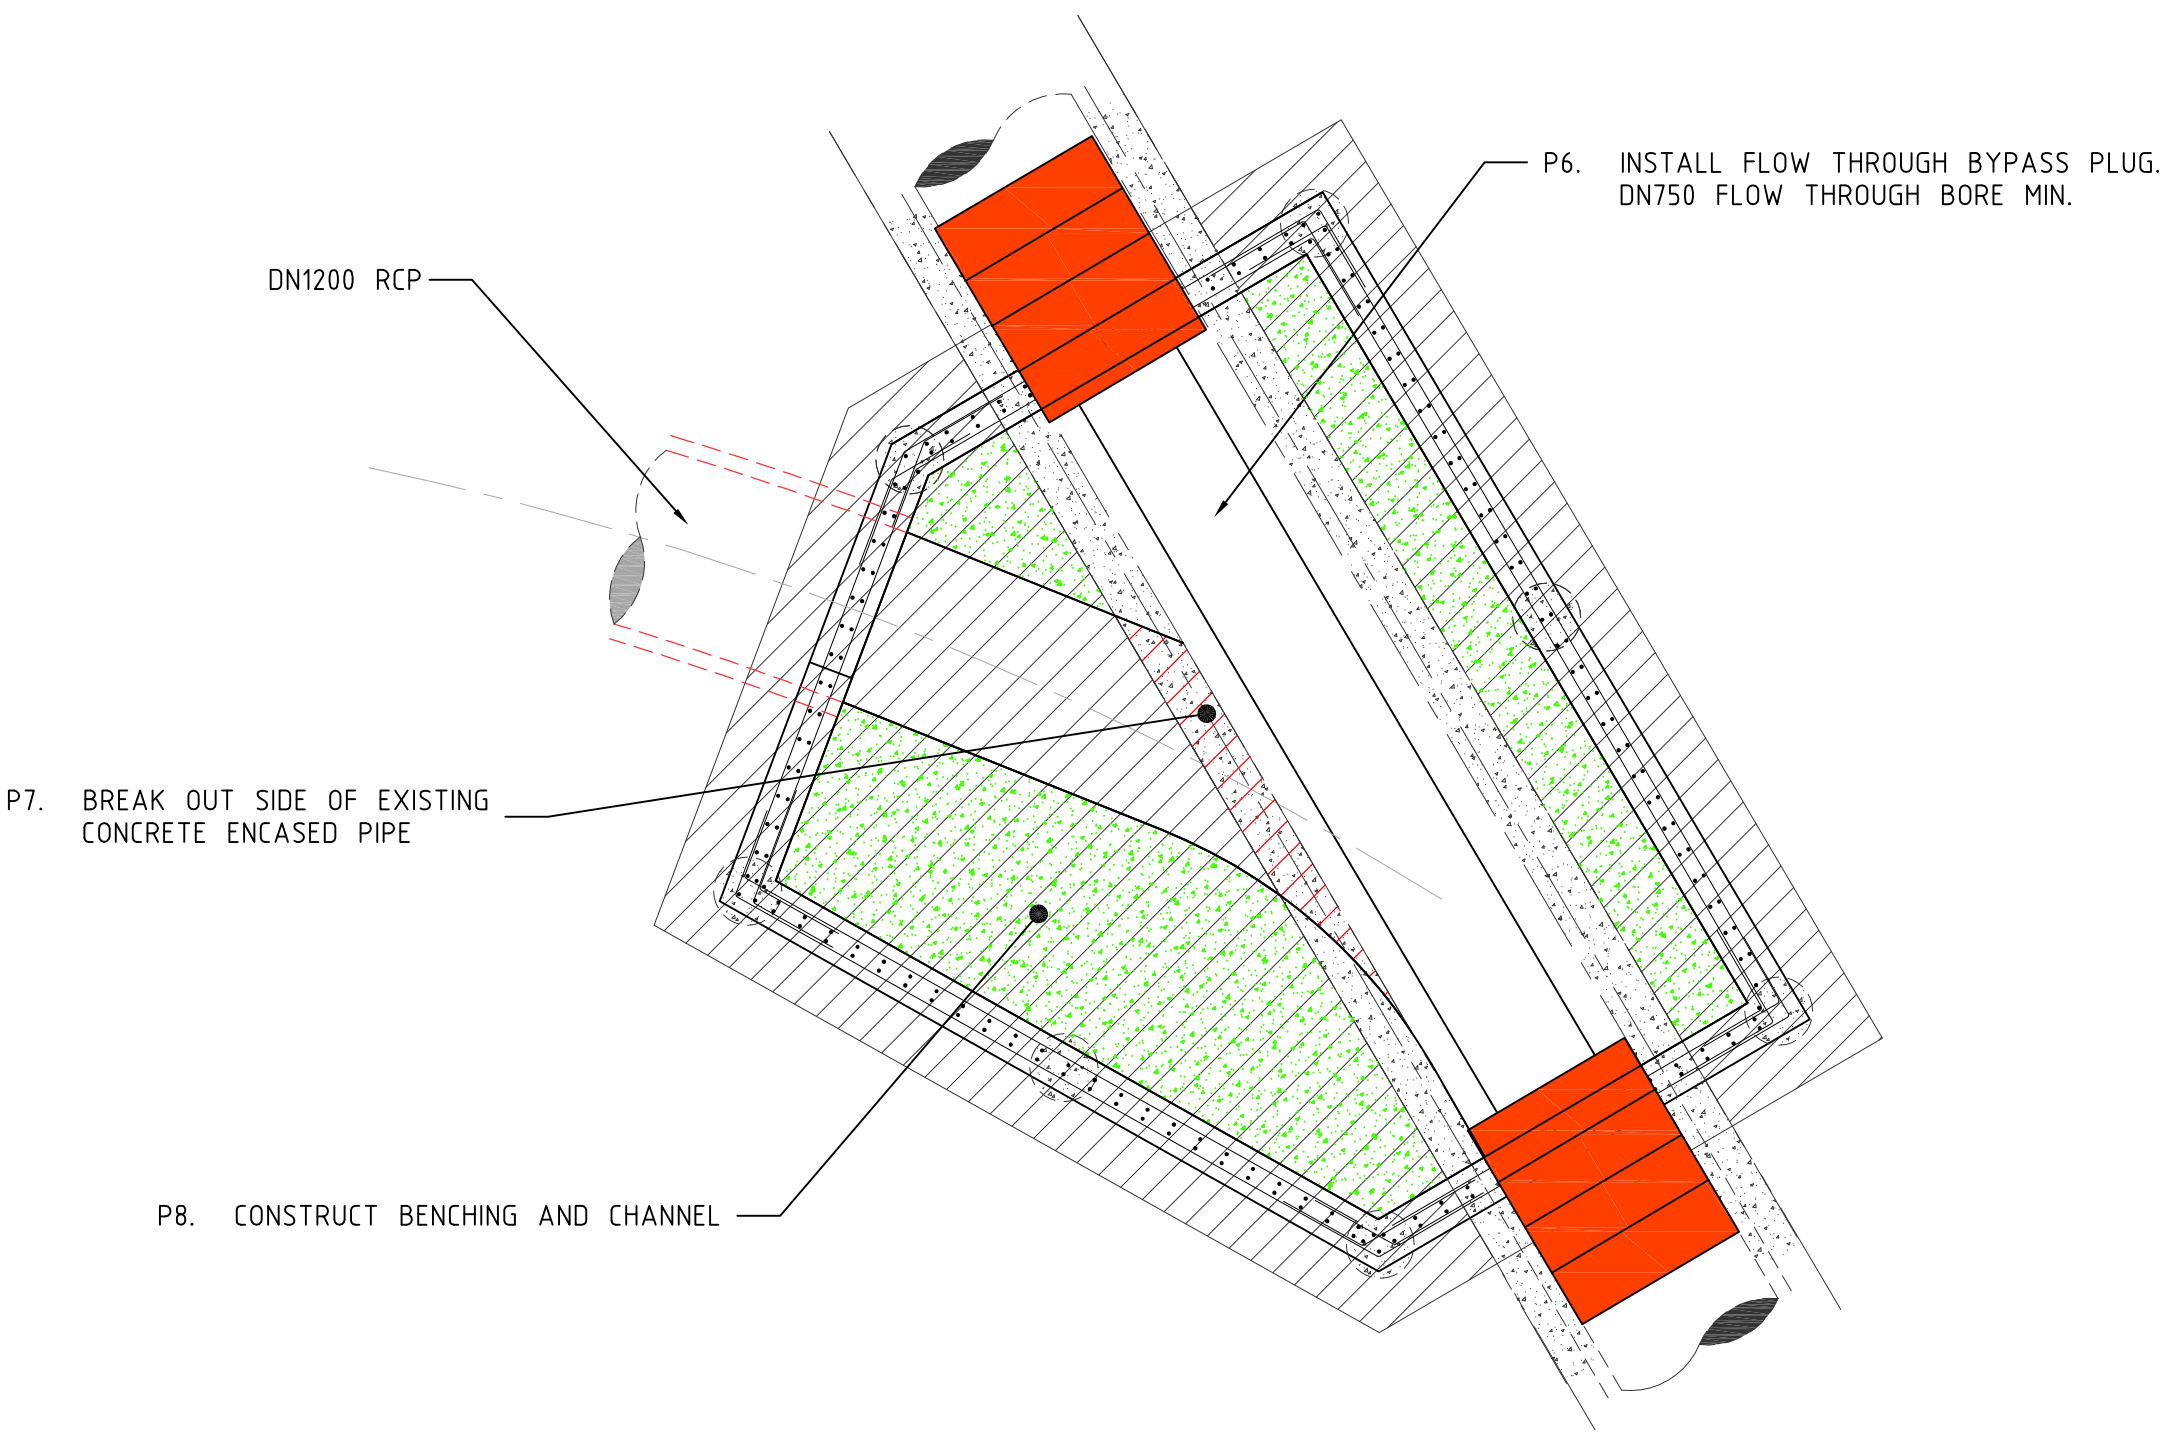 P6. INSTALL FLOW THROUGH BYPASS PLUG.
DN750 FLOW THROUGH BORE MIN.
DN1200 RCP
P7. BREAK OUT SIDE OF EXISTING
CONCRETE ENCASED PIPE
P8. CONSTRUCT BENCHING AND CHANNEL